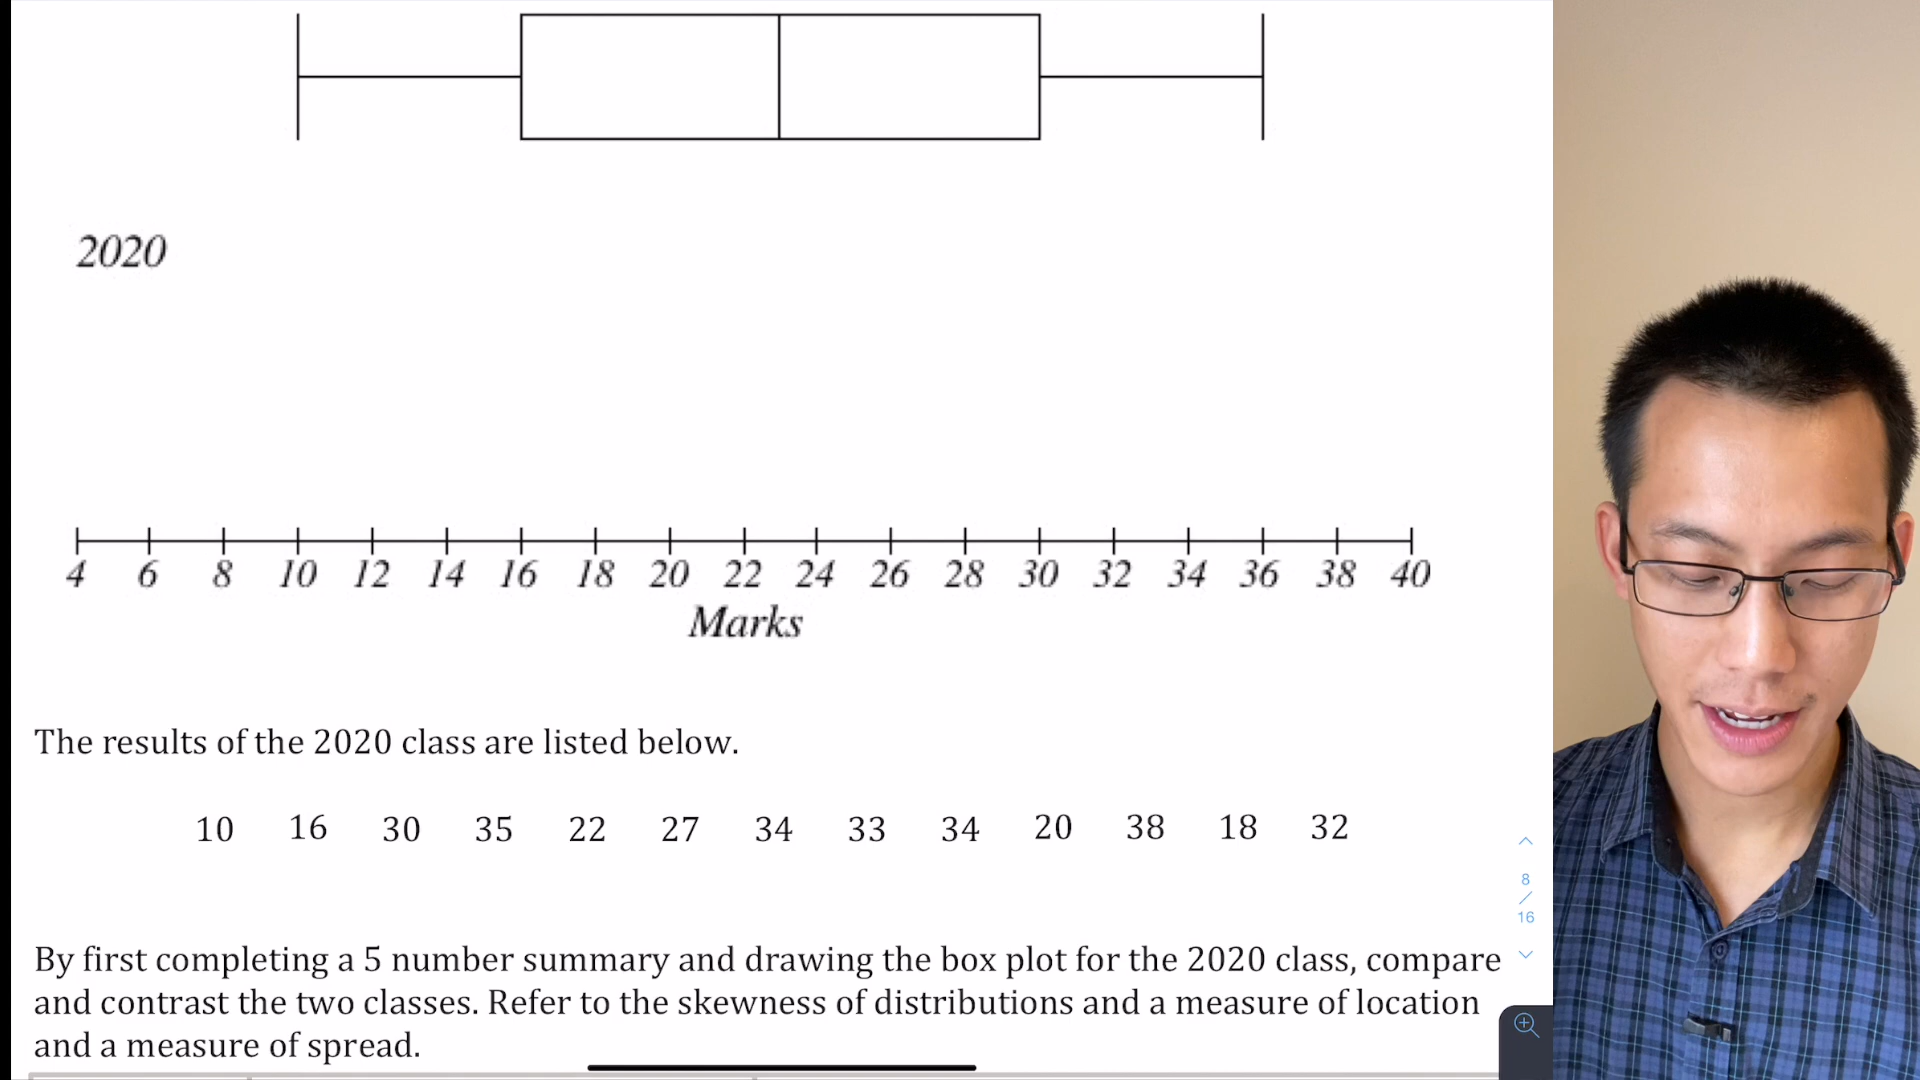 2020
4 6 8 10 12 14 16 18 20 22 24 26 28 30 32 34 36 38 40
Marks
The results of the 2020 class are listed below.
10 16 30 35 22 27 34 33 34 20 38 18 32
8
/
16
By first completing a 5 number summary and drawing the box plot for the 2020 class, compare
and contrast the two classes. Refer to the skewness of distributions and a measure of location
and a measure of spread.